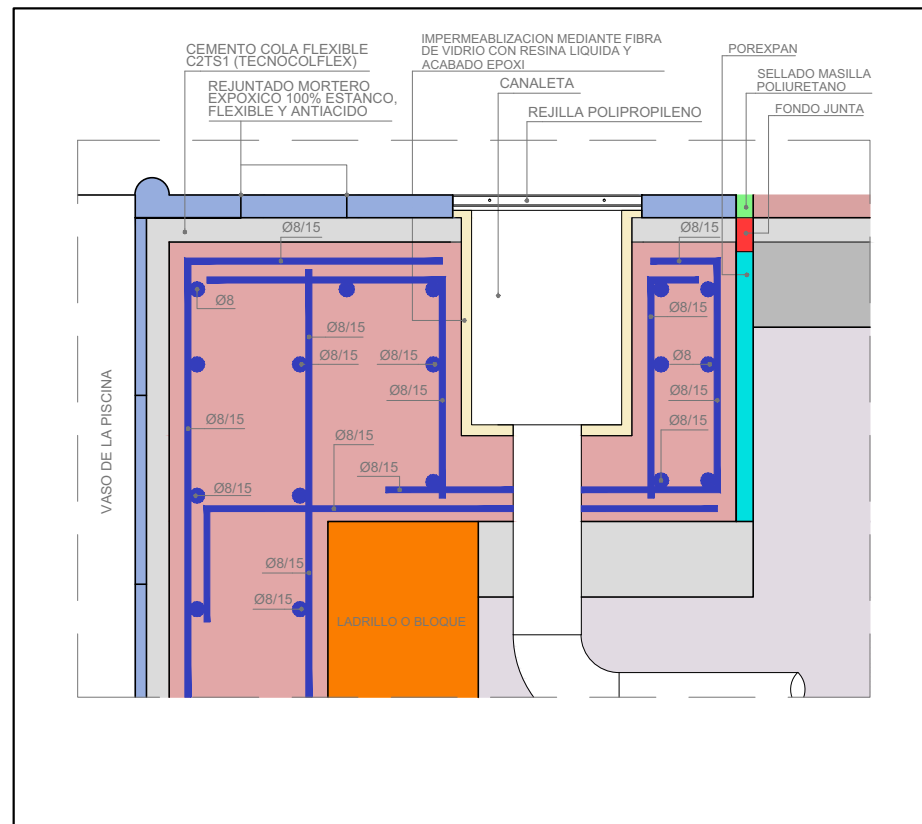 CEMENTO COLA FLEXIBLE
C2TS1 (TECNOCOLFLEX)
REJUNTADO MORTERO
EXPOXICO 100% ESTANCO,
FLEXIBLE Y ANTIACIDO
IMPERMEABLIZACION MEDIANTE FIBRA
DE VIDRIO CON RESINA LIQUIDA Y
ACABADO EPOXI
CANALETA
REJILLA POLIPROPILENO
POREXPAN
SELLADO MASILLA
POLIURETANO
FONDO JUNTA
Ø8/15
Ø8/15
Ø8
Ø8/15
Ø8/15
Ø8/15
Ø8/15
Ø8
Ø8/15
Ø8/15
Ø8/15
Ø8/15
Ø8/15
Ø8/15
Ø8/15
Ø8/15
Ø8/15
VASO DE LA PISCINA
LADRILLO O BLOQUE